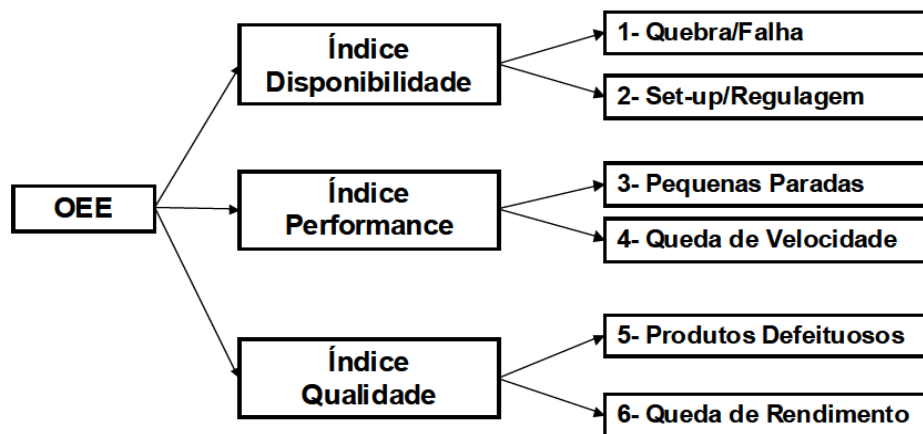 OEE
Índice
Disponibilidade
1- Quebra/Falha
2- Set-up/Regulagem
Índice
Performance
3- Pequenas Paradas
4- Queda de Velocidade
Índice
Qualidade
5- Produtos Defeituosos
6- Queda de Rendimento